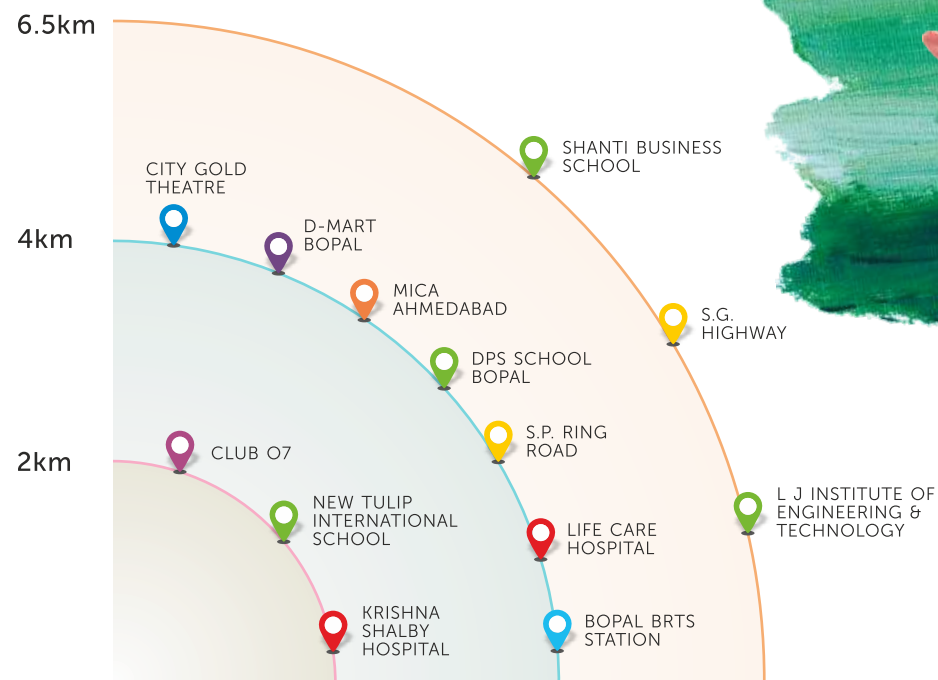 6.5km
SHANTI BUSINESS
SCHOOL
CITY GOLD
THEATRE
4km
D-MART
BOPAL
MICA
AHMEDABAD
S.G.
HIGHWAY
DPS SCHOOL
BOPAL
S.P. RING
ROAD
2km
CLUB O7
NEW TULIP
INTERNATIONAL
SCHOOL
L J INSTITUTE OF
ENGINEERING &
TECHNOLOGY
LIFE CARE
HOSPITAL
KRISHNA
SHALBY
HOSPITAL
BOPAL BRTS
STATION